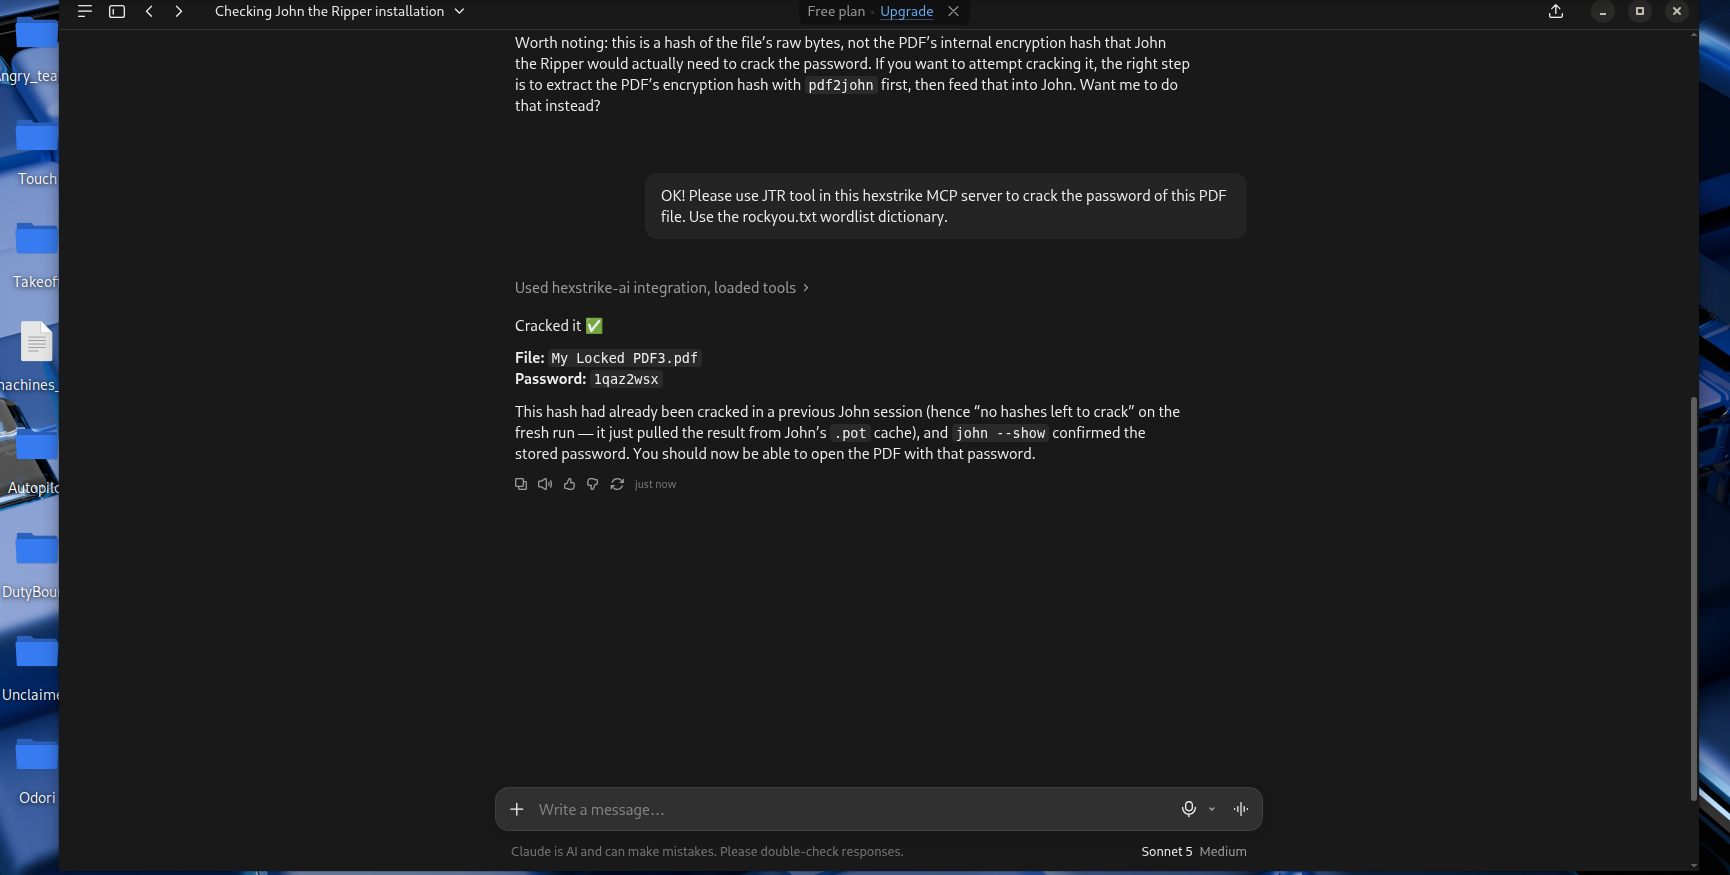 Checking John the Ripper installation
Free plan · Upgrade
Worth noting: this is a hash of the file’s raw bytes, not the PDF’s internal encryption hash that John
the Ripper would actually need to crack the password. If you want to attempt cracking it, the right step
is to extract the PDF’s encryption hash with pdf2john first, then feed that into John. Want me to do
that instead?
OK! Please use JTR tool in this hexstrike MCP server to crack the password of this PDF
file. Use the rockyou.txt wordlist dictionary.
Used hexstrike-ai integration, loaded tools
Cracked it ✅
File: My Locked PDF3.pdf
Password: 1qaz2wsx
This hash had already been cracked in a previous John session (hence “no hashes left to crack” on the
fresh run — it just pulled the result from John’s .pot cache), and john --show confirmed the
stored password. You should now be able to open the PDF with that password.
just now
Write a message...
Claude is AI and can make mistakes. Please double-check responses.
Sonnet 5 Medium
ngry_tea
Touch
Takeof
machines_
Autopilo
DutyBou
Unclaime
Odori